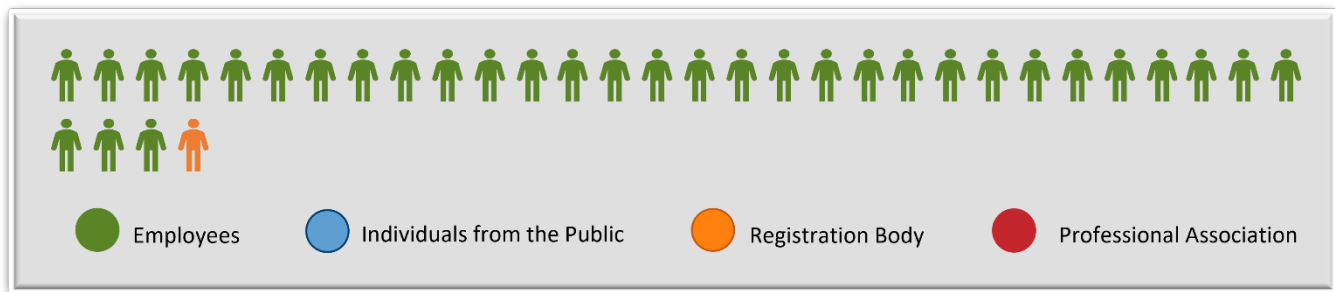 Employees
Individuals from the Public
Registration Body
Professional Association